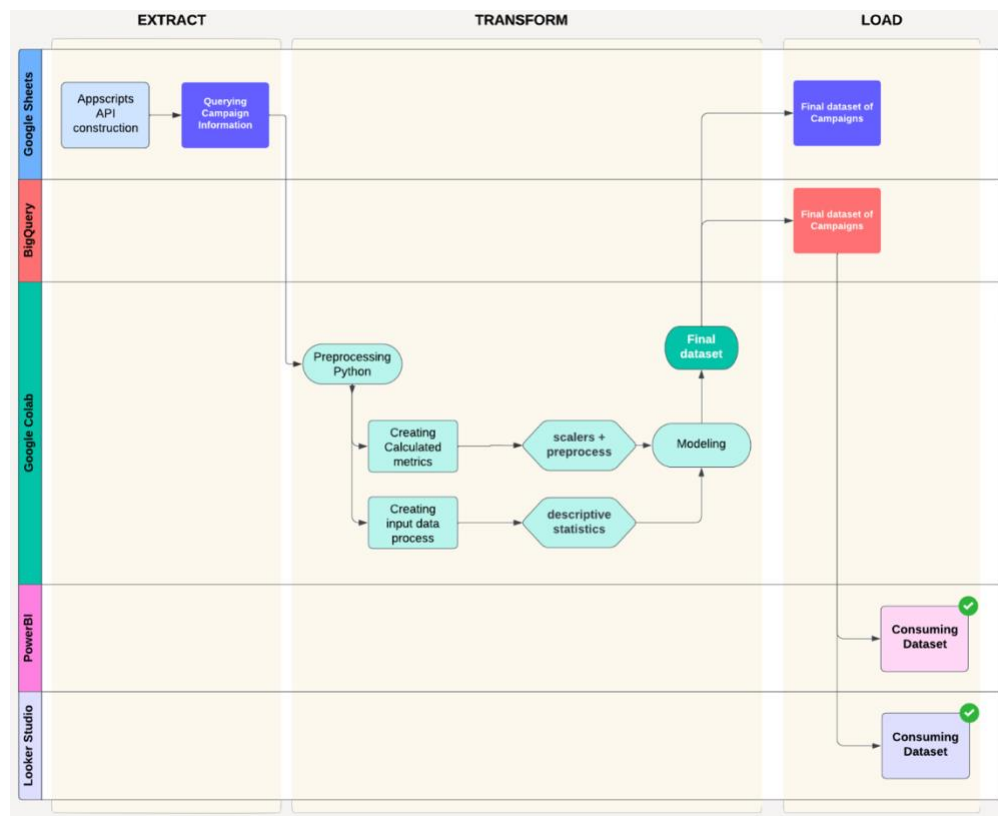 EXTRACT
TRANSFORM
LOAD
Google Sheets
Appscripts
API
construction
Querying
Campaign
Information
Final dataset of
Campaigns
BigQuery
Final dataset of
Campaigns
Google Colab
Preprocessing
Python
Final
dataset
Creating
Calculated
metrics
scalers +
preprocess
Modeling
Creating
input data
process
descriptive
statistics
PowerBI
Consuming
Dataset
Looker Studio
Consuming
Dataset